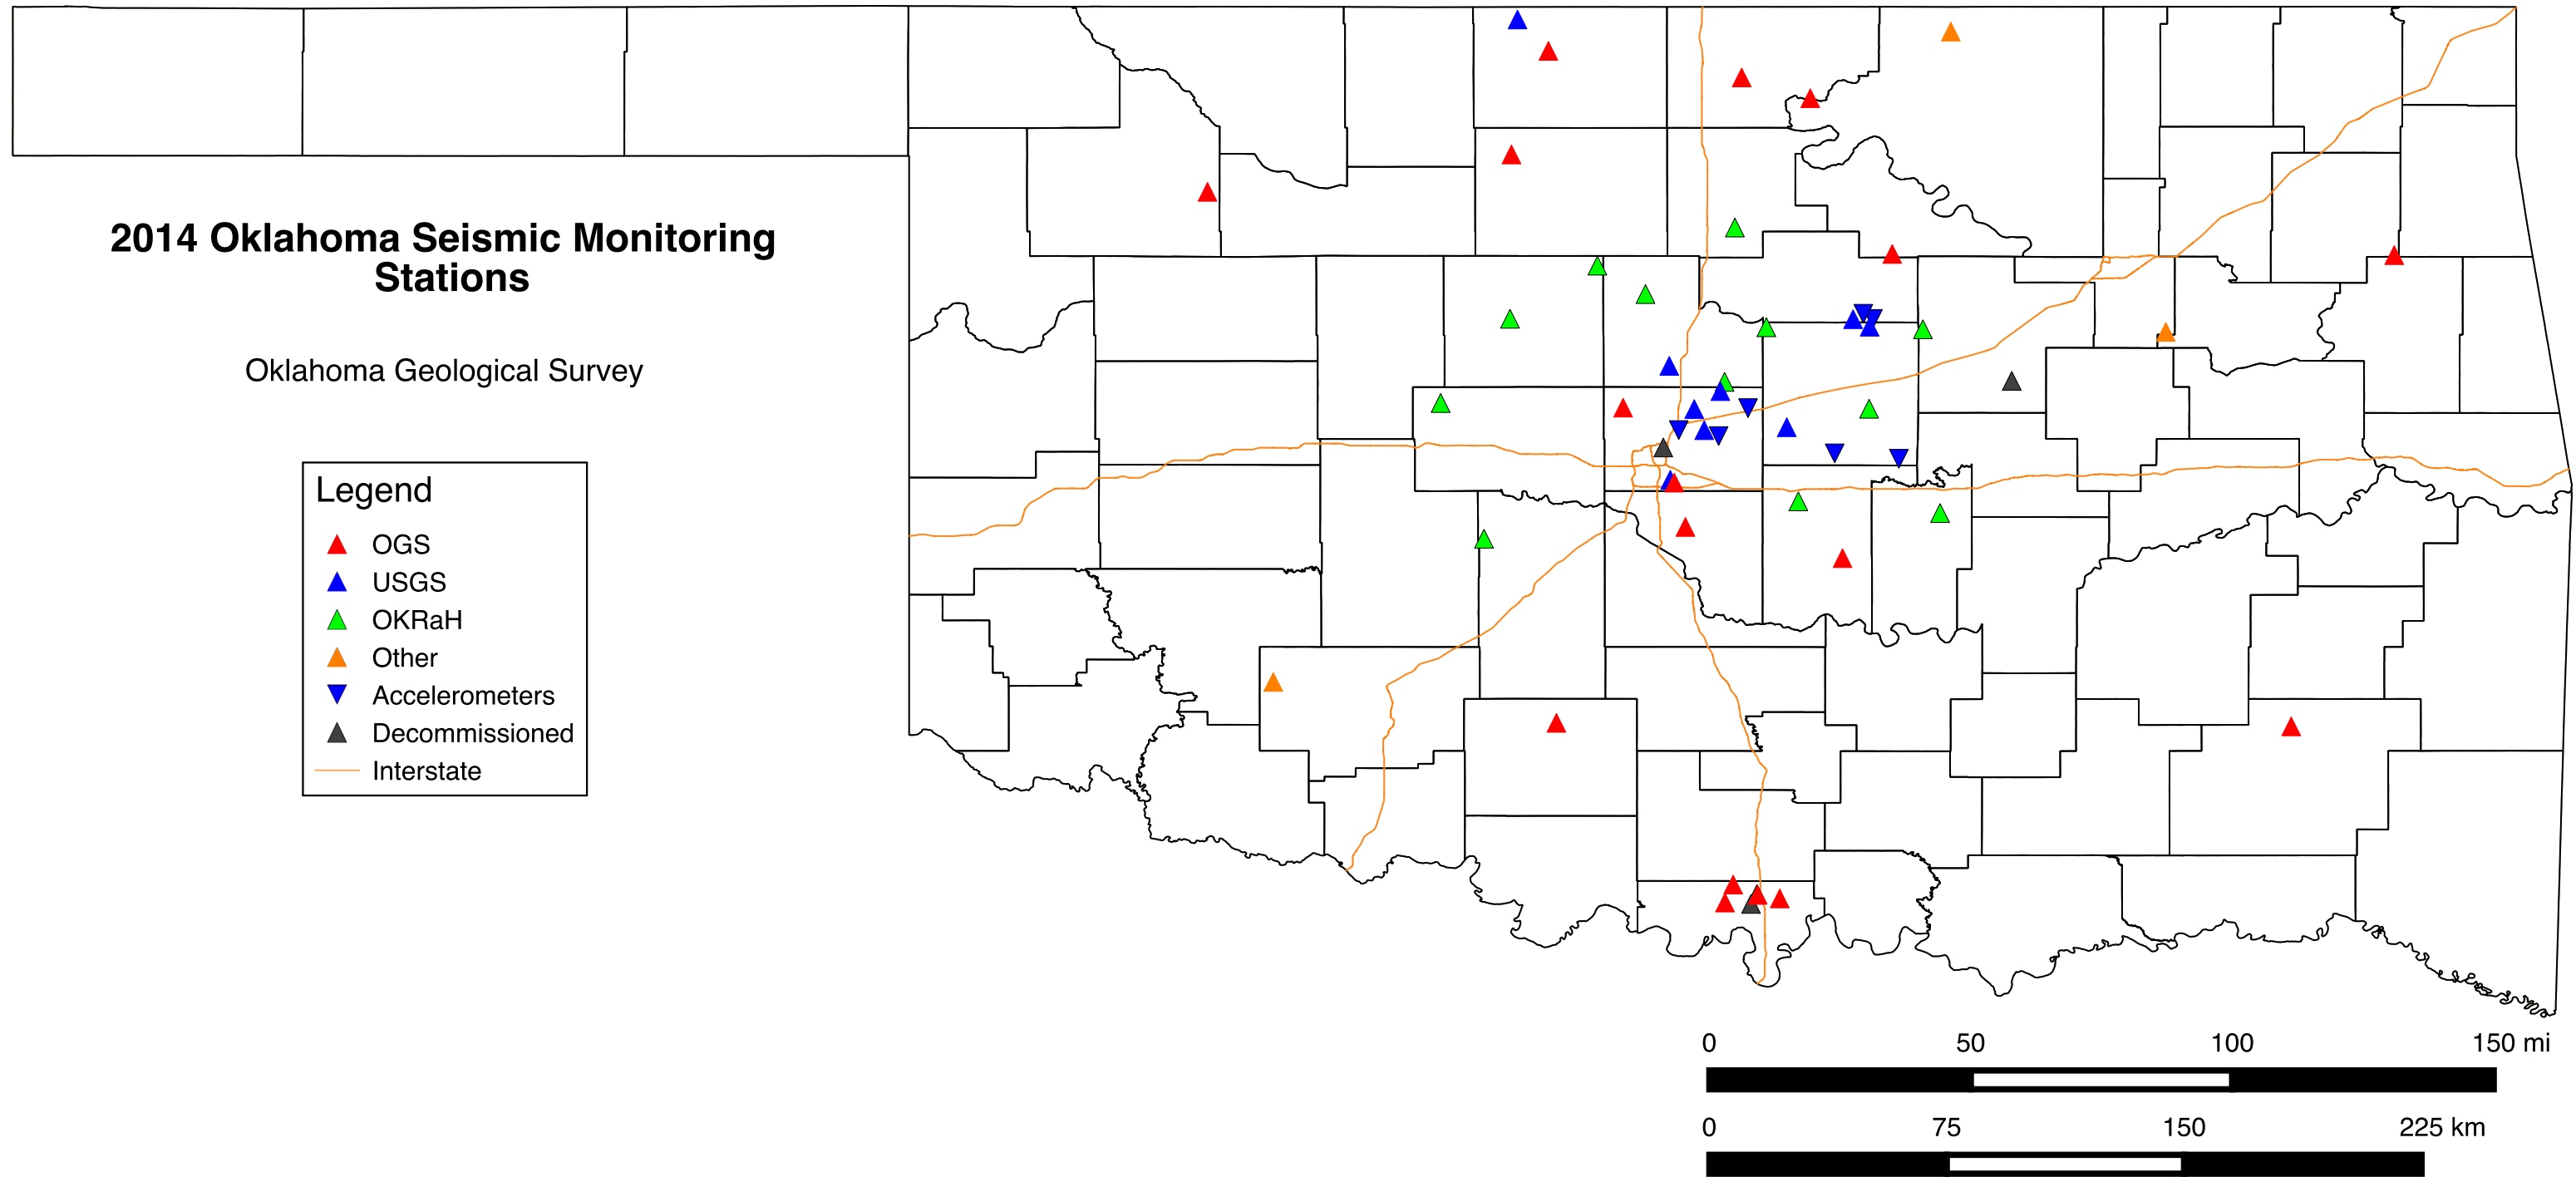 2014 Oklahoma Seismic Monitoring
Stations
Oklahoma Geological Survey
Legend
OGS
USGS
OKRaH
Other
Accelerometers
Decommissioned
Interstate
0 50 100 150 mi
0 75 150 225 km